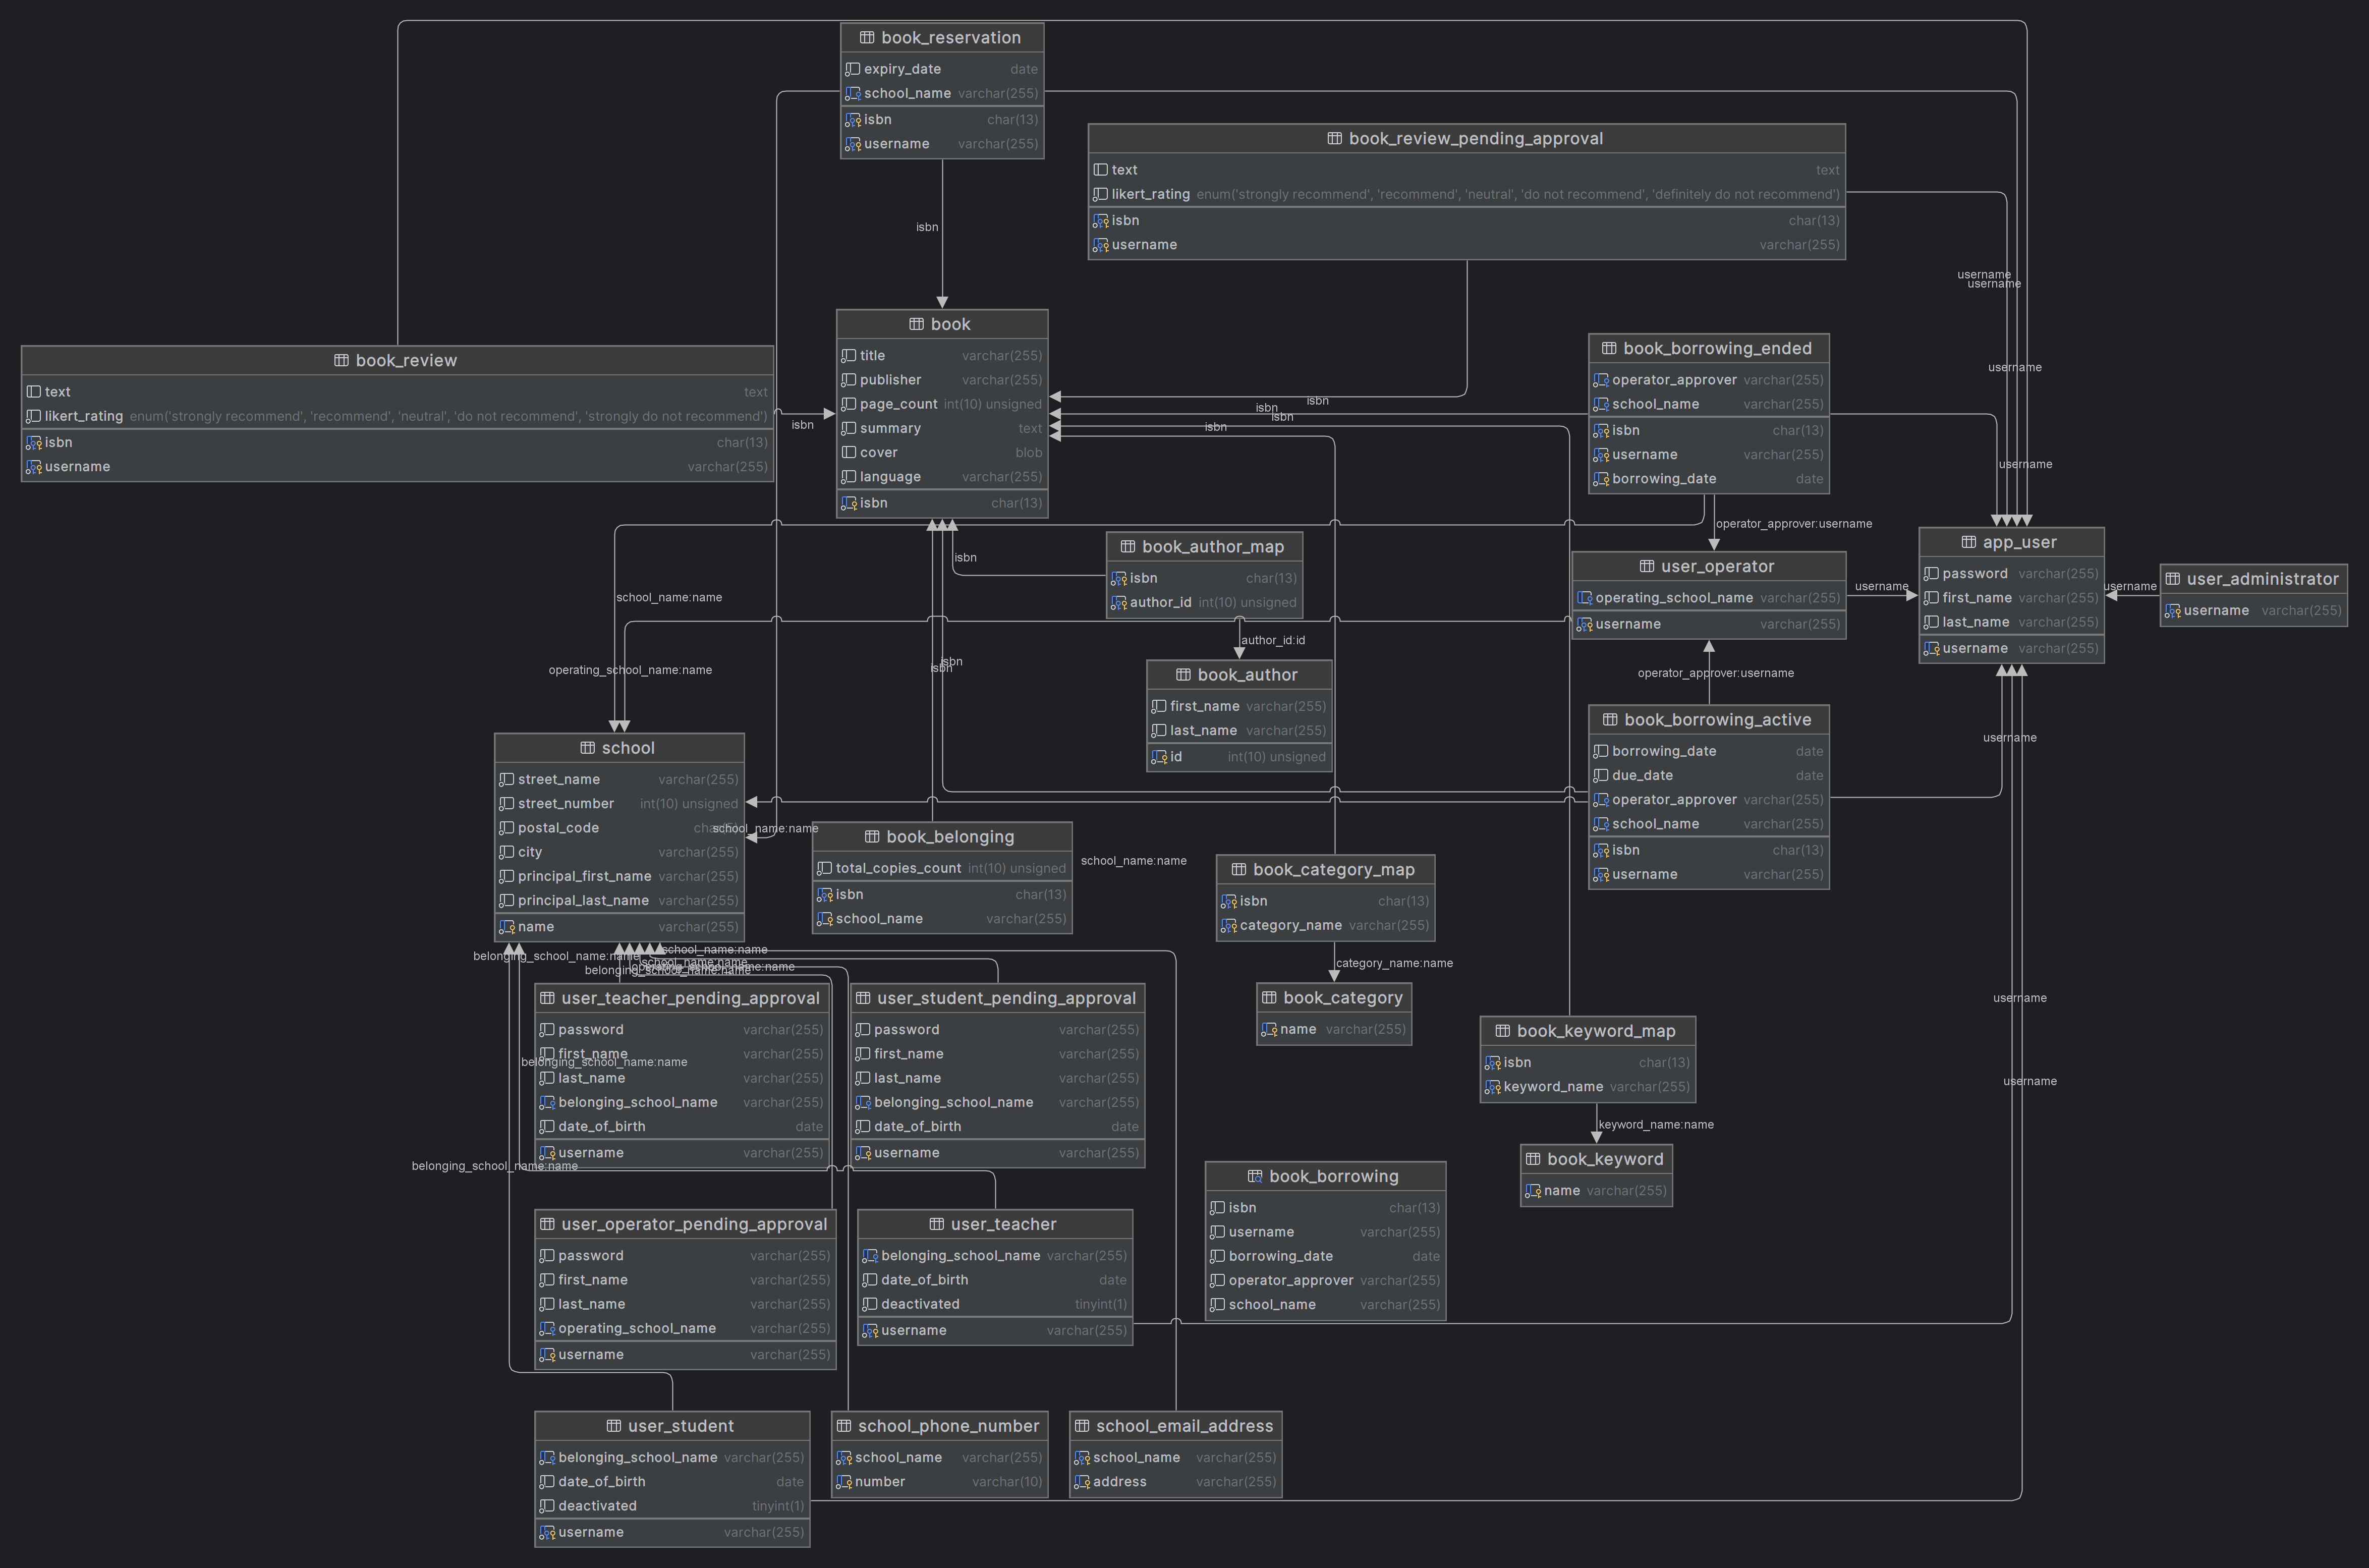 book_reservation
expiry_date date
school_name varchar(255)
isbn char(13)
username varchar(255)
book_review_pending_approval
text text
likert_rating enum('strongly recommend', 'recommend', 'neutral', 'do not recommend', 'definitely do not recommend')
isbn char(13)
username varchar(255)
isbn
username
username
book
title varchar(255)
publisher varchar(255)
page_count int(10) unsigned
summary text
cover blob
language varchar(255)
isbn char(13)
book_review
text text
likert_rating enum('strongly recommend', 'recommend', 'neutral', 'do not recommend', 'strongly do not recommend')
isbn char(13)
username varchar(255)
isbn
isbn
isbn
isbn
isbn
book_borrowing_ended
operator_approver varchar(255)
school_name varchar(255)
isbn char(13)
username varchar(255)
borrowing_date date
username
username
operator_approver:username
book_author_map
isbn char(13)
author_id int(10) unsigned
isbn
author_id:id
user_operator
operating_school_name varchar(255)
username varchar(255)
username
app_user
password varchar(255)
first_name varchar(255)
last_name varchar(255)
username varchar(255)
username
user_administrator
username varchar(255)
school_name:name
operating_school_name:name
isbn
isbn
book_author
first_name varchar(255)
last_name varchar(255)
id int(10) unsigned
operator_approver:username
book_borrowing_active
borrowing_date date
due_date date
operator_approver varchar(255)
school_name varchar(255)
isbn char(13)
username varchar(255)
username
school
street_name varchar(255)
street_number int(10) unsigned
postal_code char(5)
city varchar(255)
principal_first_name varchar(255)
principal_last_name varchar(255)
name varchar(255)
school_name:name
book_belonging
total_copies_count int(10) unsigned
isbn char(13)
school_name varchar(255)
school_name:name
book_category_map
isbn char(13)
category_name varchar(255)
category_name:name
book_category
name varchar(255)
belonging_school_name:name
school_name:name
school_name:name
operating_school_name:name
belonging_school_name:name
user_teacher_pending_approval
password varchar(255)
first_name varchar(255)
last_name varchar(255)
belonging_school_name varchar(255)
date_of_birth date
username varchar(255)
belonging_school_name:name
user_student_pending_approval
password varchar(255)
first_name varchar(255)
last_name varchar(255)
belonging_school_name varchar(255)
date_of_birth date
username varchar(255)
belonging_school_name:name
book_keyword_map
isbn char(13)
keyword_name varchar(255)
keyword_name:name
book_keyword
name varchar(255)
username
username
book_borrowing
isbn char(13)
username varchar(255)
borrowing_date date
operator_approver varchar(255)
school_name varchar(255)
user_operator_pending_approval
password varchar(255)
first_name varchar(255)
last_name varchar(255)
operating_school_name varchar(255)
username varchar(255)
user_teacher
belonging_school_name varchar(255)
date_of_birth date
deactivated tinyint(1)
username varchar(255)
user_student
belonging_school_name varchar(255)
date_of_birth date
deactivated tinyint(1)
username varchar(255)
school_phone_number
school_name varchar(255)
number varchar(10)
school_email_address
school_name varchar(255)
address varchar(255)